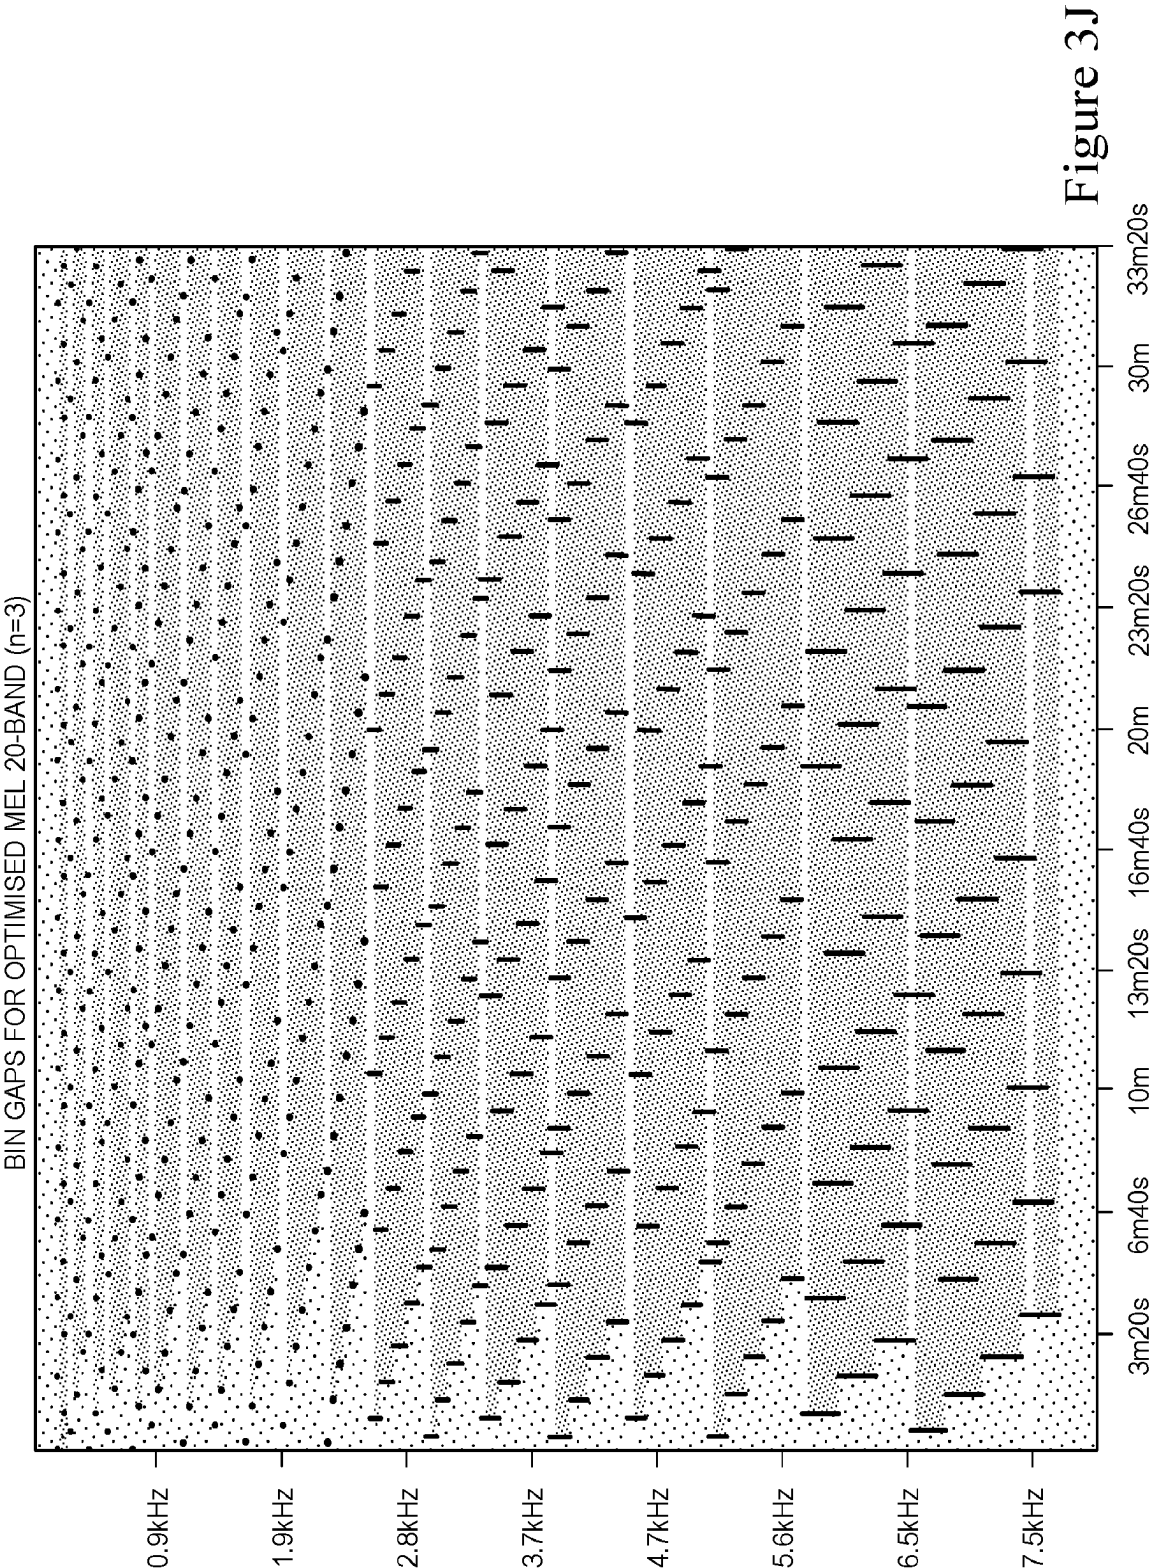 BIN GAPS FOR OPTIMISED MEL 20-BAND (n=3)
0.9kHz
1.9kHz
2.8kHz
3.7kHz
4.7kHz
5.6kHz
6.5kHz
7.5kHz
3m20s
6m40s
10m
13m20s
16m40s
20m
23m20s
26m40s
30m
33m20s
Figure 3J